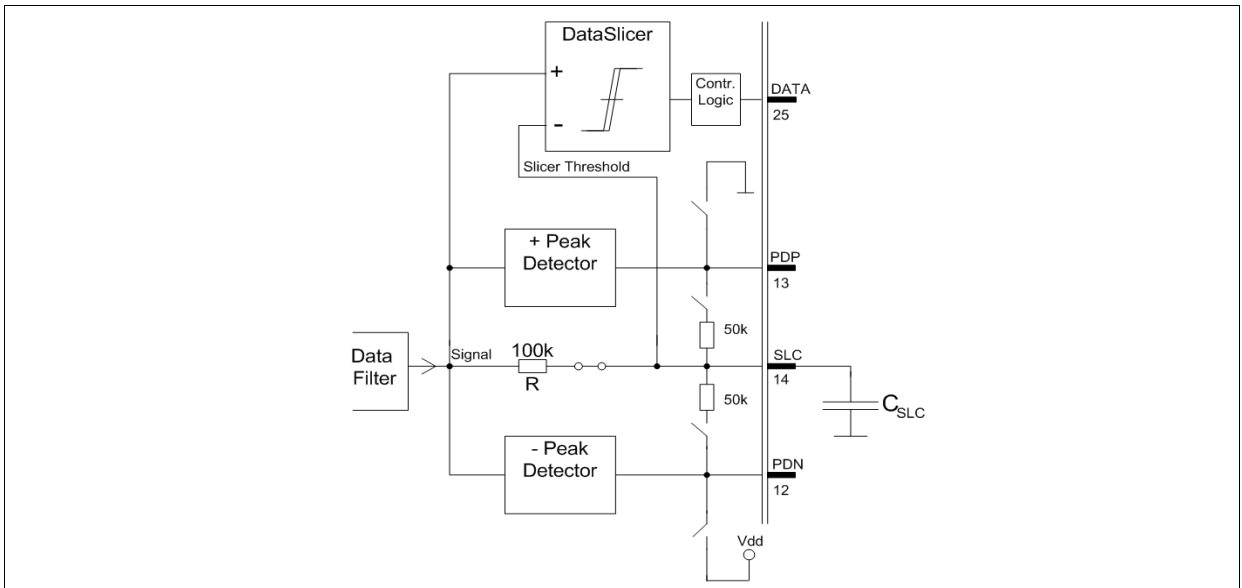 DataSlicer
+
-
Contr.
Logic
DATA
25
Slicer Threshold
+ Peak
Detector
PDP
13
50k
Data
Filter
Signal
100k
R
SLC
14
50k
C_SLC
- Peak
Detector
PDN
12
Vdd